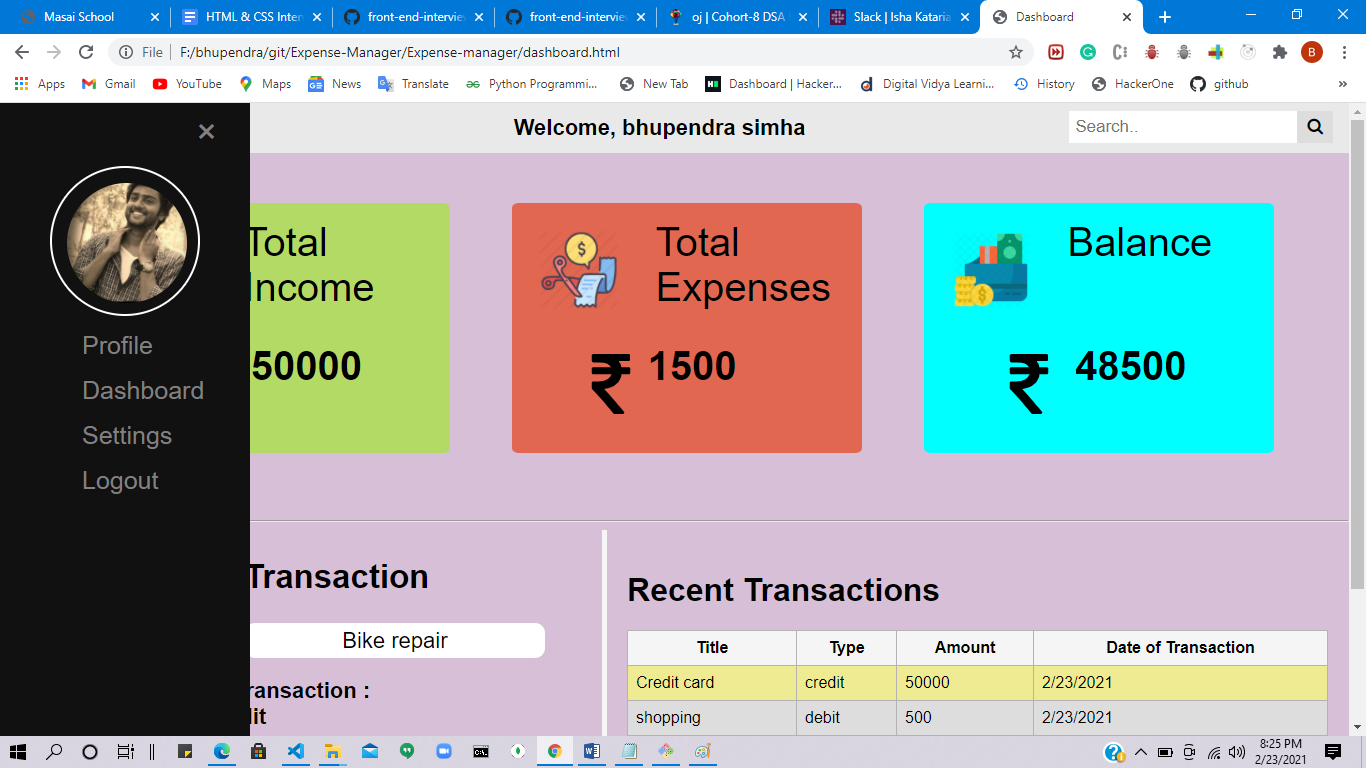 Masai School
HTML & CSS Inter
front-end-intervie
front-end-intervie
oj | Cohort-8 DSA
Slack | Isha Kataria
Dashboard
File
F:/bhupendra/git/Expense-Manager/Expense-manager/dashboard.html
B
Apps
Gmail
YouTube
Maps
News
Translate
Python Programmi...
New Tab
Dashboard | Hacker...
Digital Vidya Learni...
History
HackerOne
github
»
Welcome, bhupendra simha
Search..
Profile
Dashboard
Settings
Logout
Total
Income
50000
Total
Expenses
₹ 1500
Balance
₹ 48500
Transaction
Bike repair
ransaction :
Recent Transactions
Title Type Amount Date of Transaction
Credit card credit 50000 2/23/2021
shopping debit 500 2/23/2021
8:25 PM
2/23/2021